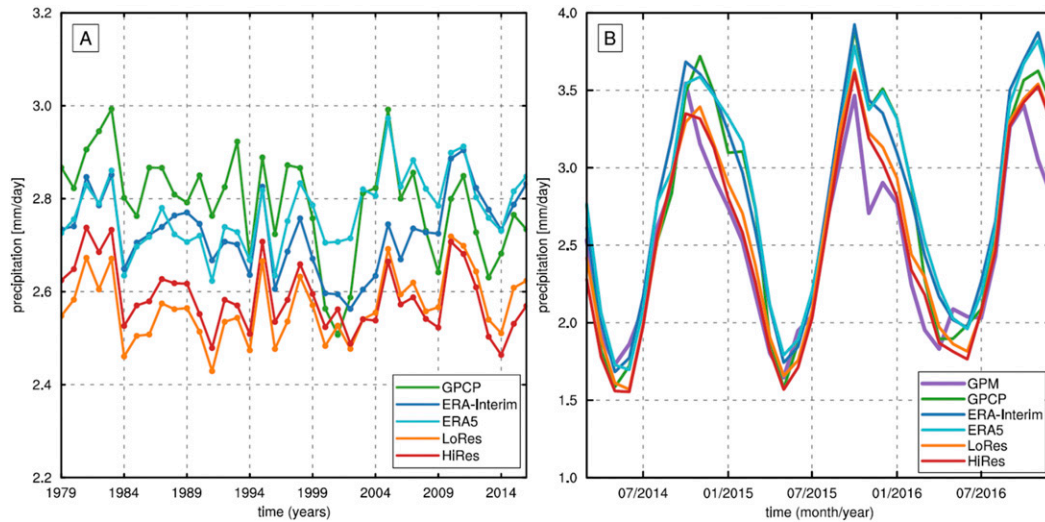 A
precipitation [mm/day]
3.2
3.0
2.8
2.6
2.4
2.2
GPCP
ERA-Interim
ERA5
LoRes
HiRes
1979 1984 1989 1994 1999 2004 2009 2014
time (years)
B
precipitation [mm/day]
4.0
3.5
3.0
2.5
2.0
1.5
1.0
GPM
GPCP
ERA-Interim
ERA5
LoRes
HiRes
07/2014 01/2015 07/2015 01/2016 07/2016
time (month/year)